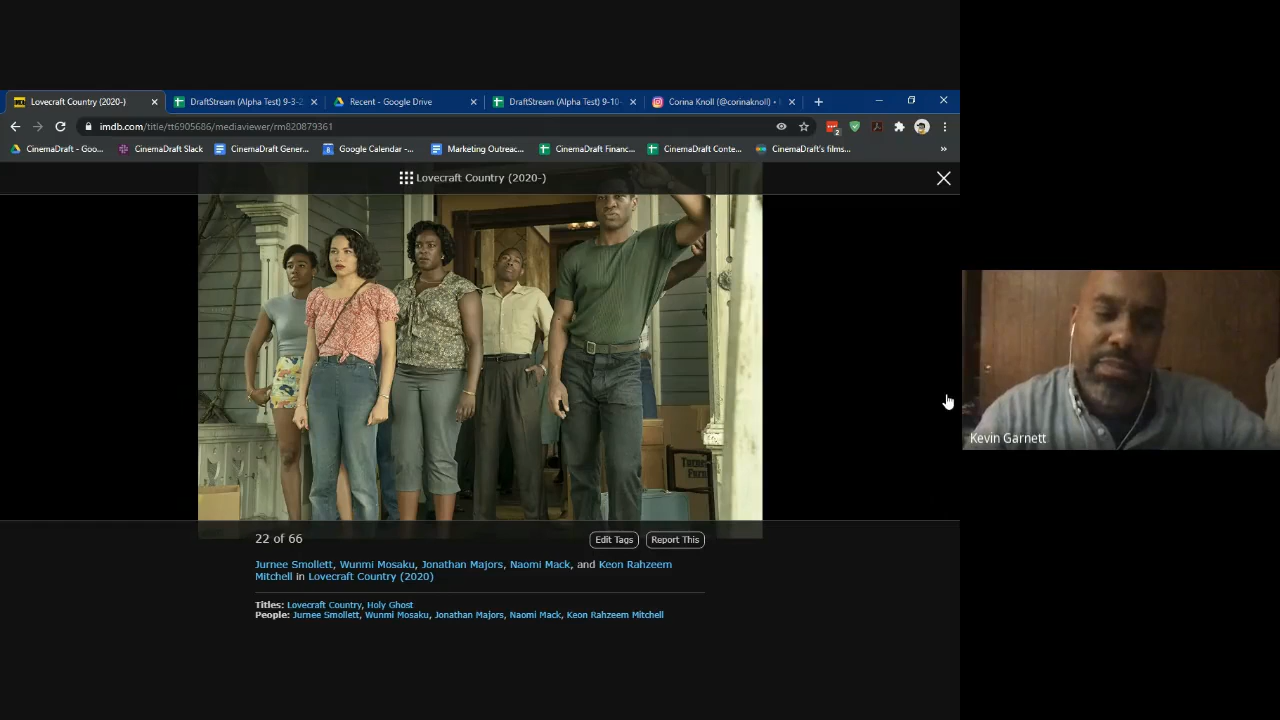 Lovecraft Country (2020-)
DraftStream (Alpha Test) 9-3-2
Recent - Google Drive
DraftStream (Alpha Test) 9-10-
Corina Knoll (@corinaknoll) •
imdb.com/title/tt6905686/mediaviewer/rm820879361
2
CinemaDraft - Goo...
CinemaDraft Slack
CinemaDraft Gener...
Google Calendar -...
Marketing Outreac...
CinemaDraft Financ...
CinemaDraft Conte...
CinemaDraft's films...
»
Lovecraft Country (2020-)
Kevin Garnett
22 of 66
Edit Tags
Report This
Jurnee Smollett, Wunmi Mosaku, Jonathan Majors, Naomi Mack, and Keon Rahzeem
Mitchell in Lovecraft Country (2020)
Titles: Lovecraft Country, Holy Ghost
People: Jurnee Smollett, Wunmi Mosaku, Jonathan Majors, Naomi Mack, Keon Rahzeem Mitchell